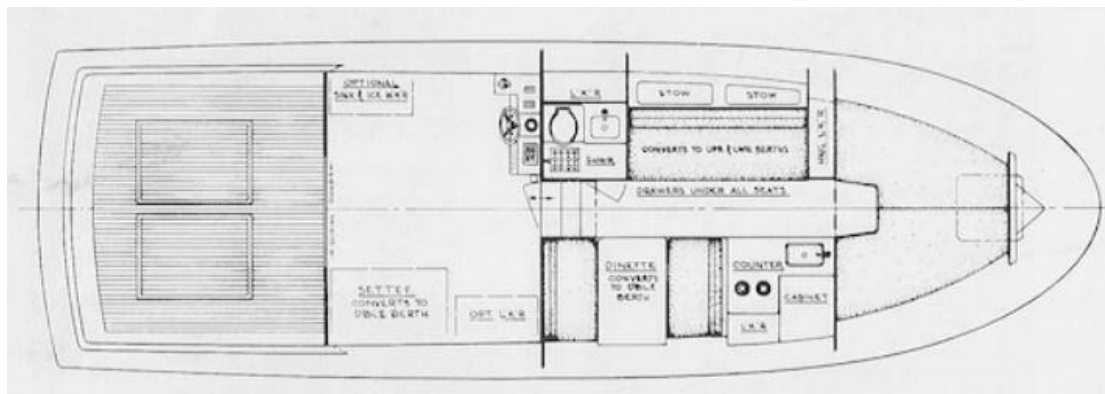 OPTIONAL
SINK & ICE BOX
L'K'R
STOW
STOW
CONVERTS TO UPR & LWR BERTHS
HNG L'K'R
SHWR
DRAWERS UNDER ALL SEATS
SETTEE
CONVERTS TO
DBLE BERTH
OPT L'K'R
DINETTE
CONVERTS
TO DBLE
BERTH
COUNTER
CABINET
L'K'R